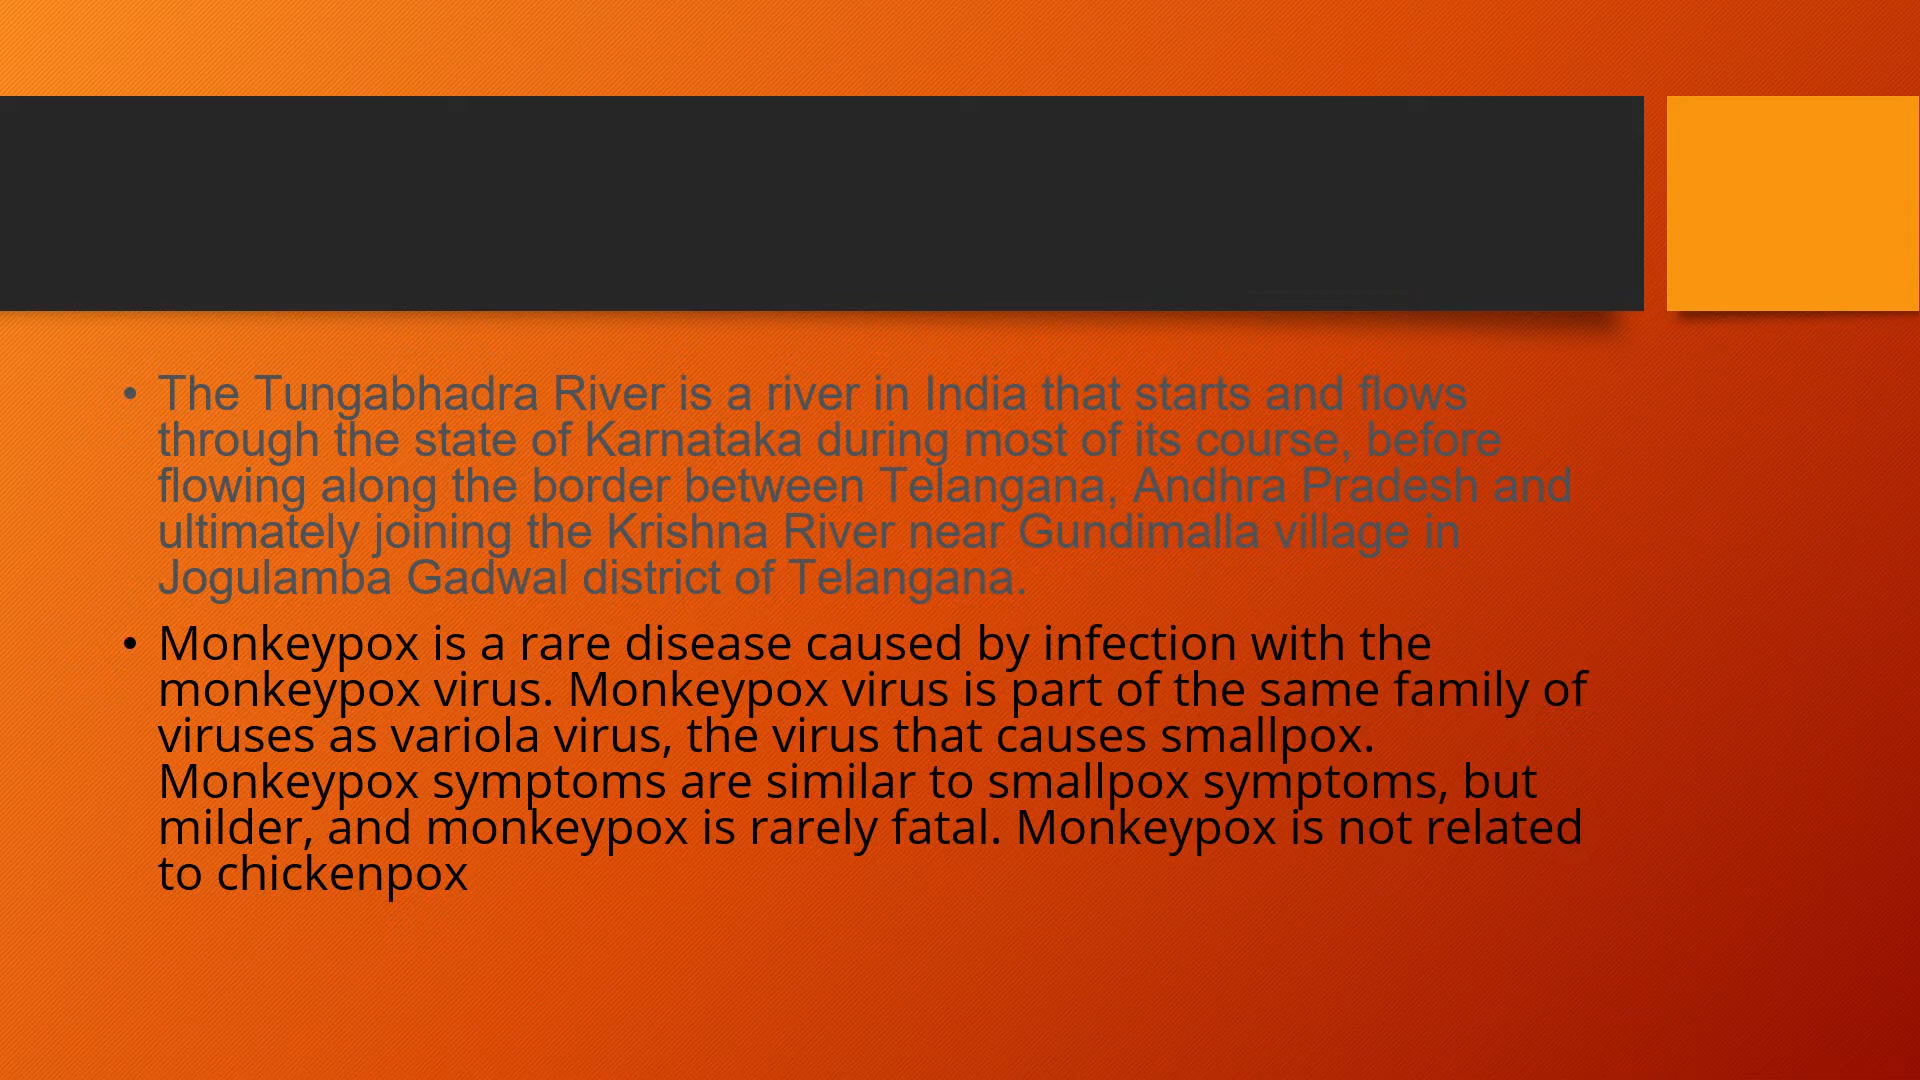 • The Tungabhadra River is a river in India that starts and flows
through the state of Karnataka during most of its course, before
flowing along the border between Telangana, Andhra Pradesh and
ultimately joining the Krishna River near Gundimalla village in
Jogulamba Gadwal district of Telangana.
• Monkeypox is a rare disease caused by infection with the
monkeypox virus. Monkeypox virus is part of the same family of
viruses as variola virus, the virus that causes smallpox.
Monkeypox symptoms are similar to smallpox symptoms, but
milder, and monkeypox is rarely fatal. Monkeypox is not related
to chickenpox